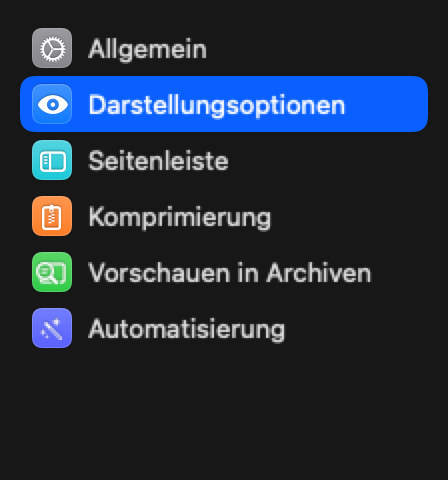 Allgemein
Darstellungsoptionen
Seitenleiste
Komprimierung
Vorschauen in Archiven
Automatisierung